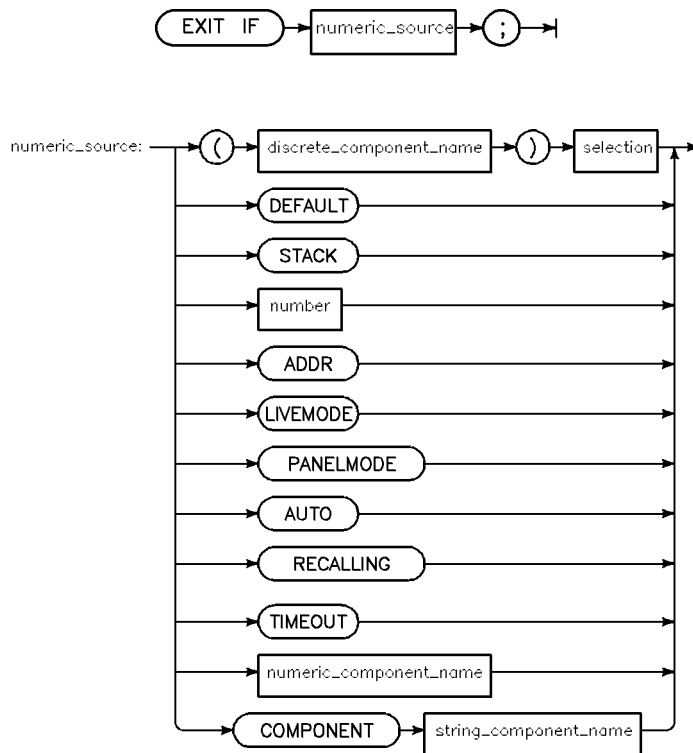 EXIT IF numeric_source ;
numeric_source: ( discrete_component_name ) selection
DEFAULT
STACK
number
ADDR
LIVEMODE
PANELMODE
AUTO
RECALLING
TIMEOUT
numeric_component_name
COMPONENT string_component_name